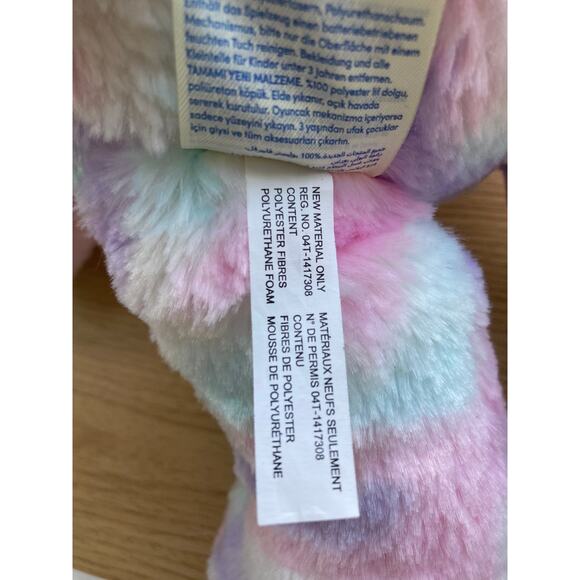 Polyurethanschaum.
Enthält das Spielzeug einen batteriebetriebenen
Mechanismus, bitte nur die Oberfläche mit einem
feuchten Tuch reinigen. Bekleidung und alle
Kleinteile für Kinder unter 3 Jahren entfernen.
TAMAMI YENİ MALZEME. %100 polyester lif dolgu,
poliüreton köpük. Elde yıkanır, açık havada
sererek kurutulur. Oyuncak mekanizma içeriyorsa
sadece yüzeyini siliniz. 3 yaşından ufak çocuklar
için giysi ve tüm aksesuarları çıkartın.
NEW MATERIAL ONLY
REG. NO. 04T-1417308
CONTENT
POLYESTER FIBRES
POLYURETHANE FOAM
MATÉRIAUX NEUFS SEULEMENT
N° DE PERMIS 04T-1417308
CONTENU
FIBRES DE POLYESTER
MOUSSE DE POLYURÉTHANE